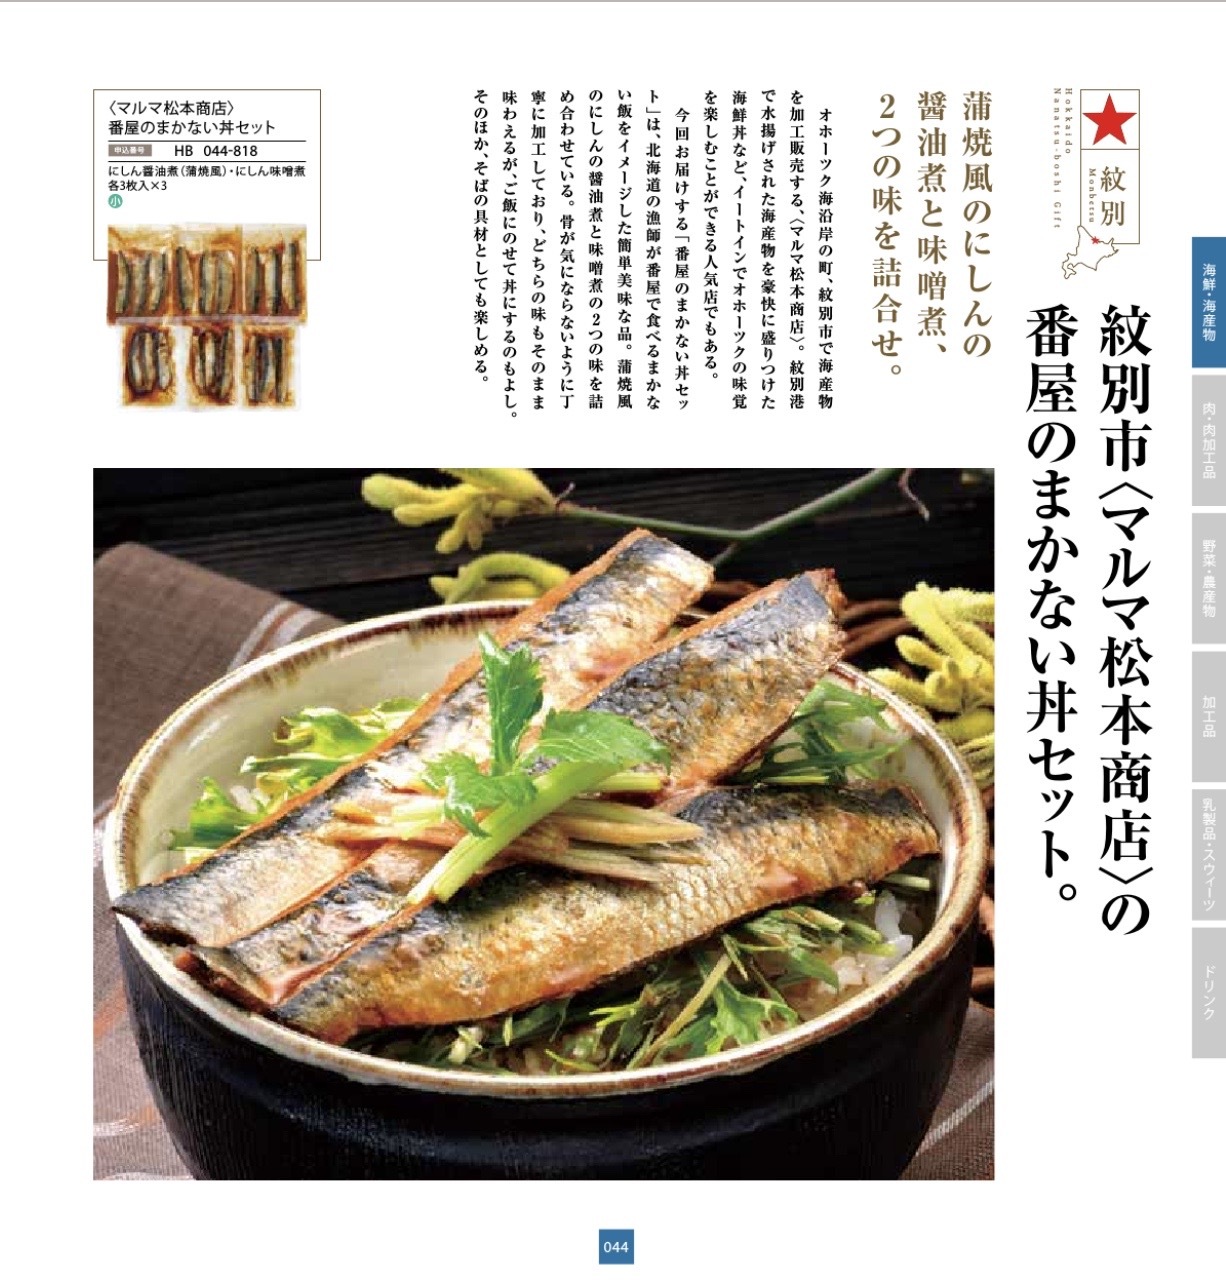 紋別市〈マルマ松本商店〉の
番屋のまかない丼セット。
紋別
Monbetsu
Hokkaido
Nanatsu-boshi Gift
蒲焼風のにしんの
醤油煮と味噌煮、
2つの味を詰合せ。
オホーツク海沿岸の町、紋別市で海産物
を加工販売する、〈マルマ松本商店〉。紋別港
で水揚げされた海産物を豪快に盛りつけた
海鮮丼など、イートインでオホーツクの味覚
を楽しむことができる人気店でもある。
今回お届けする「番屋のまかない丼セッ
ト」は、北海道の漁師が番屋で食べるまかな
い飯をイメージした簡単美味な品。蒲焼風
のにしんの醤油煮と味噌煮の2つの味を詰
め合わせている。骨が気にならないように丁
寧に加工しており、どちらの味もそのまま
味わえるが、ご飯にのせて丼にするのもよし。
そのほか、そばの具材としても楽しめる。
〈マルマ松本商店〉
番屋のまかない丼セット
申込番号 HB 044-818
にしん醤油煮（蒲焼風）・にしん味噌煮
各3枚入×3
小
海鮮・海産物
肉・肉加工品
野菜・農産物
加工品
乳製品・スウィーツ
ドリンク
044